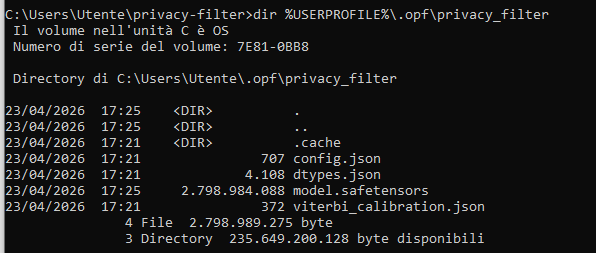 C:\Users\Utente\privacy-filter>dir %USERPROFILE%\.opf\privacy_filter
 Il volume nell'unità C è OS
 Numero di serie del volume: 7E81-0BB8

 Directory di C:\Users\Utente\.opf\privacy_filter

23/04/2026  17:25    <DIR>          .
23/04/2026  17:25    <DIR>          ..
23/04/2026  17:21    <DIR>          .cache
23/04/2026  17:21               707 config.json
23/04/2026  17:21             4.108 dtypes.json
23/04/2026  17:25     2.798.984.088 model.safetensors
23/04/2026  17:21               372 viterbi_calibration.json
               4 File  2.798.989.275 byte
               3 Directory  235.649.200.128 byte disponibili